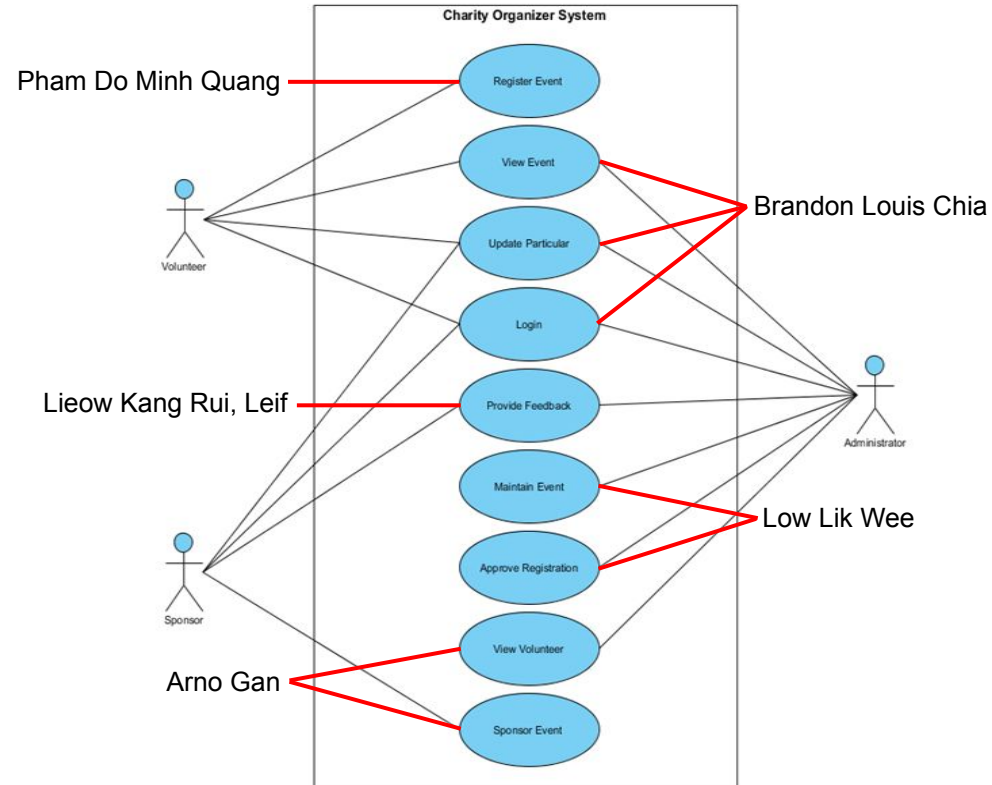 Charity Organizer System
Pham Do Minh Quang
Register Event
View Event
Brandon Louis Chia
Update Particular
Volunteer
Login
Lieow Kang Rui, Leif
Provide Feedback
Administrator
Maintain Event
Low Lik Wee
Approve Registration
Sponsor
View Volunteer
Arno Gan
Sponsor Event